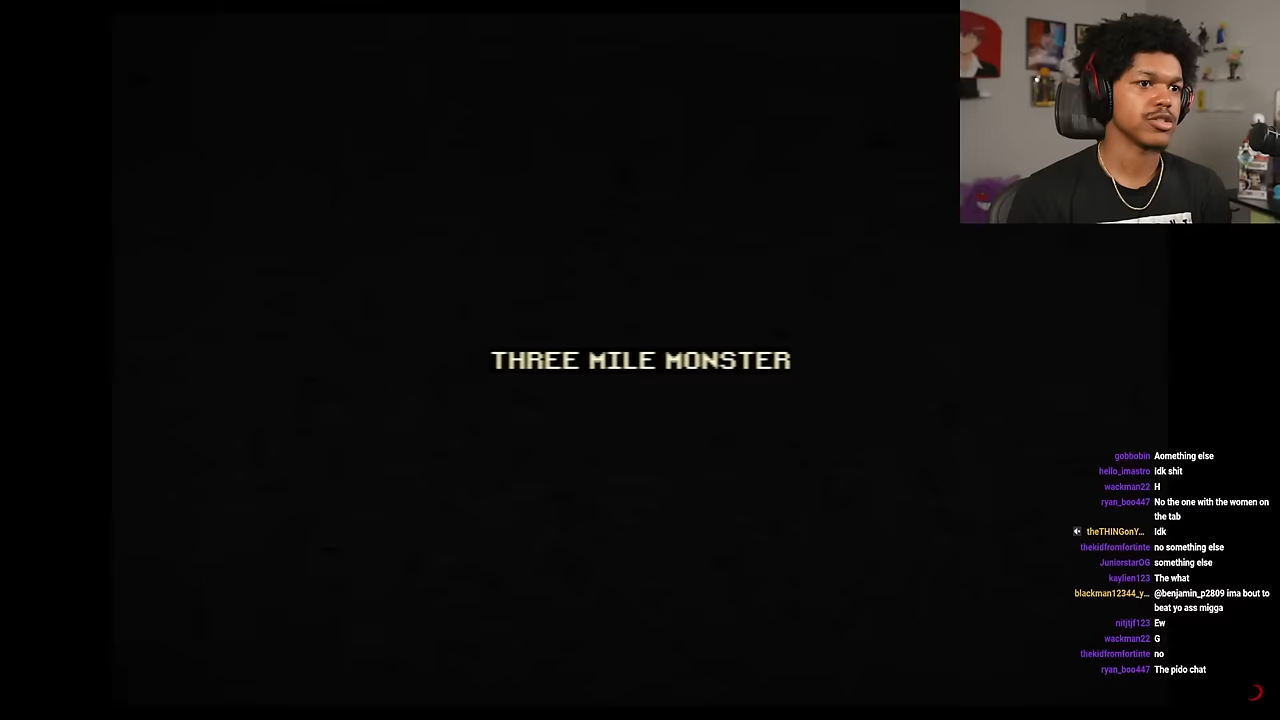 THREE MILE MONSTER
gobbobin Aomething else
hello_imastro Idk shit
wackman22 H
ryan_boo447 No the one with the women on
the tab
theTHINGonY... Idk
thekidfromfortinte no something else
JuniorstarOG something else
kaylien123 The what
blackman12344_y... @benjamin_p2809 ima bout to
beat yo ass migga
nitjtjf123 Ew
wackman22 G
thekidfromfortinte no
ryan_boo447 The pido chat